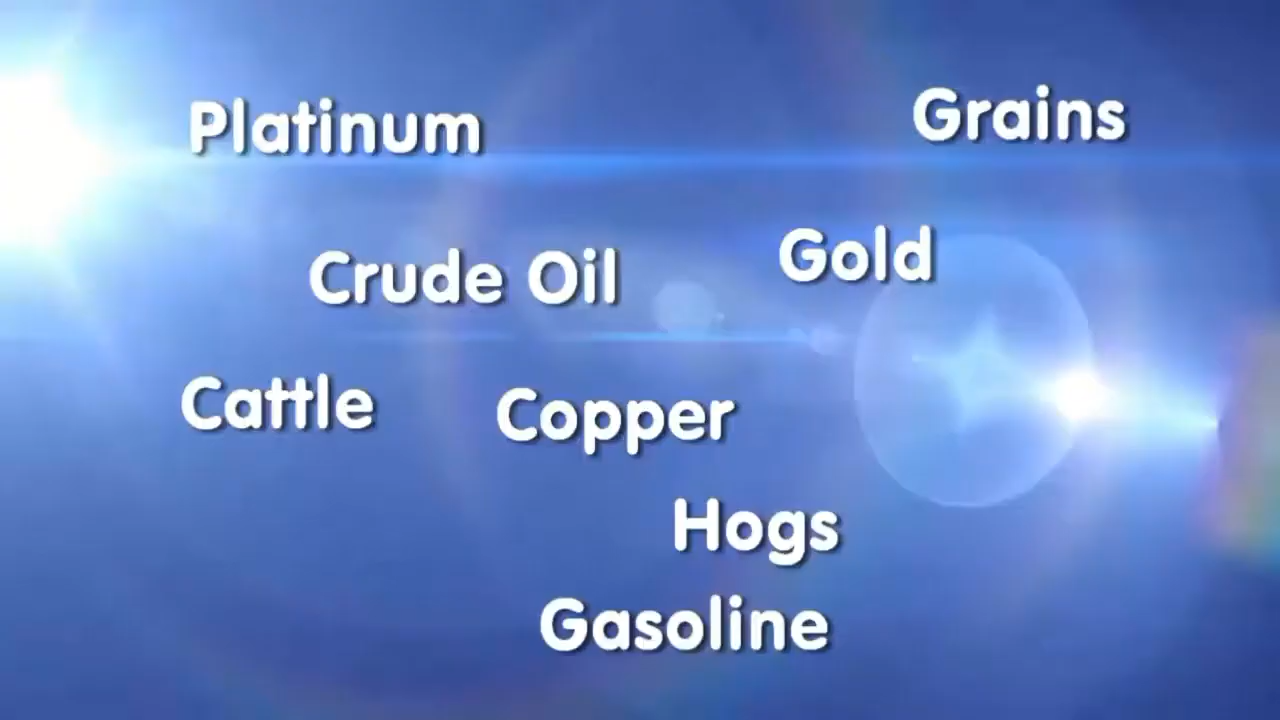 Platinum
Grains
Crude Oil
Gold
Cattle
Copper
Hogs
Gasoline